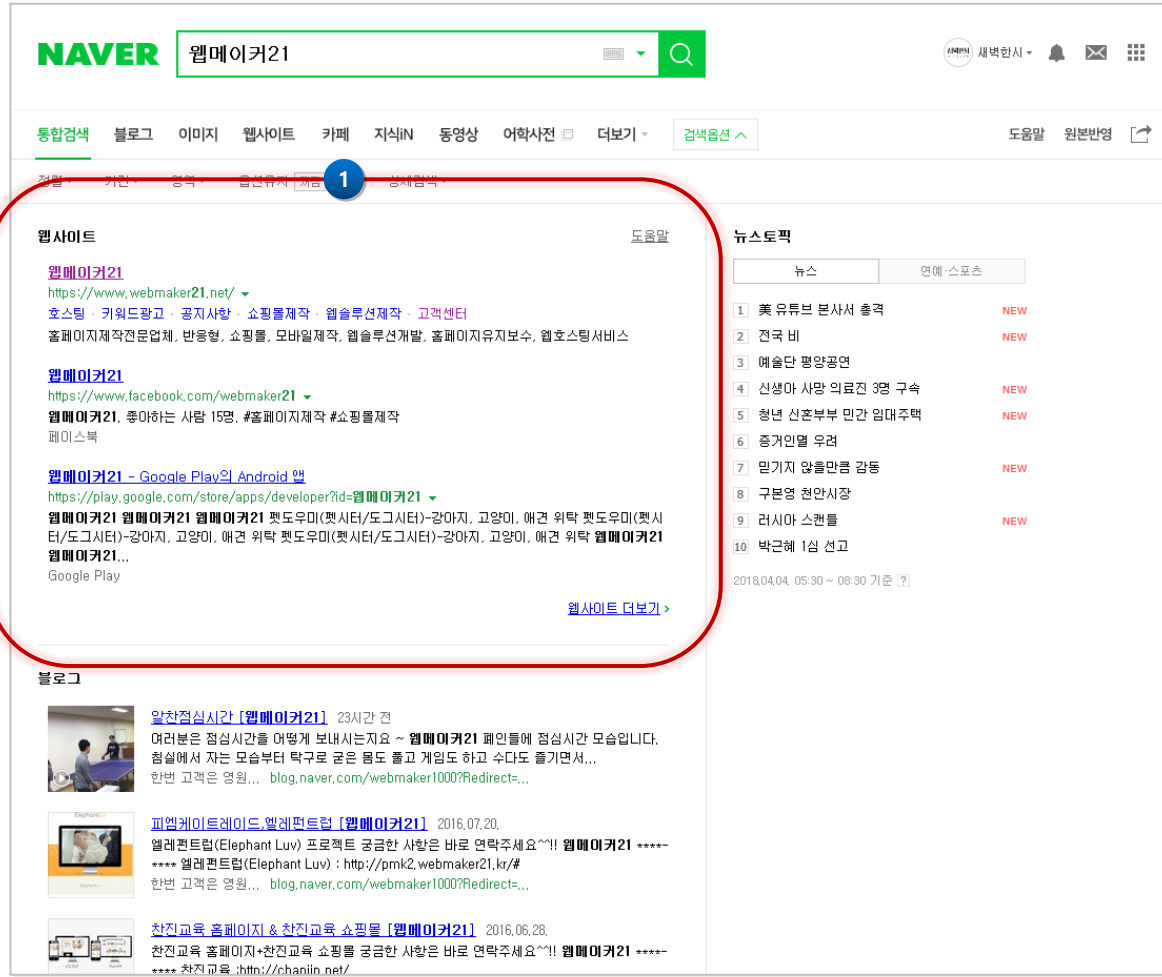 NAVER
웹메이커21
새벽한시
통합검색 블로그 이미지 웹사이트 카페 지식iN 동영상 어학사전 더보기 검색옵션 도움말 원본반영
정렬 기간 영역 옵션유지 꺼짐 1 상세검색
웹사이트 도움말
웹메이커21
https://www.webmaker21.net/
호스팅 · 키워드광고 · 공지사항 · 쇼핑몰제작 · 웹솔루션제작 · 고객센터
홈페이지제작전문업체, 반응형, 쇼핑몰, 모바일제작, 웹솔루션개발, 홈페이지유지보수, 웹호스팅서비스
웹메이커21
https://www.facebook.com/webmaker21
웹메이커21. 좋아하는 사람 15명. #홈페이지제작 #쇼핑몰제작
페이스북
웹메이커21 - Google Play의 Android 앱
https://play.google.com/store/apps/developer?id=웹메이커21
웹메이커21 웹메이커21 웹메이커21 펫도우미(펫시터/도그시터)-강아지, 고양이, 애견 위탁 펫도우미(펫시
터/도그시터)-강아지, 고양이, 애견 위탁 펫도우미(펫시터/도그시터)-강아지, 고양이, 애견 위탁 웹메이커21
웹메이커21...
Google Play
웹사이트 더보기
뉴스토픽
뉴스 연예·스포츠
1 美 유튜브 본사서 총격 NEW
2 전국 비 NEW
3 예술단 평양공연
4 신생아 사망 의료진 3명 구속 NEW
5 청년 신혼부부 민간 임대주택 NEW
6 증거인멸 우려
7 믿기지 않을만큼 감동 NEW
8 구본영 천안시장
9 러시아 스캔들 NEW
10 박근혜 1심 선고
2018.04.04. 05:30 ~ 08:30 기준 ?
블로그
알찬점심시간 [웹메이커21] 23시간 전
여러분은 점심시간을 어떻게 보내시는지요 ~ 웹메이커21 페인들에 점심시간 모습입니다.
침실에서 자는 모습부터 탁구로 굳은 몸도 풀고 게임도 하고 수다도 즐기면서...
한번 고객은 영원... blog.naver.com/webmaker1000?Redirect=...
피엠케이트레이드,엘레펀트럽 [웹메이커21] 2016.07.20.
엘레펀트럽(Elephant Luv) 프로젝트 궁금한 사항은 바로 연락주세요^^!! 웹메이커21 ****-
**** 엘레펀트럽(Elephant Luv) : http://pmk2.webmaker21.kr/#
한번 고객은 영원... blog.naver.com/webmaker1000?Redirect=...
찬진교육 홈페이지 & 찬진교육 쇼핑몰 [웹메이커21] 2016.06.28.
찬진교육 홈페이지+찬진교육 쇼핑몰 궁금한 사항은 바로 연락주세요^^!! 웹메이커21 ****-
**** 찬진교육 :http://chanjin.net/